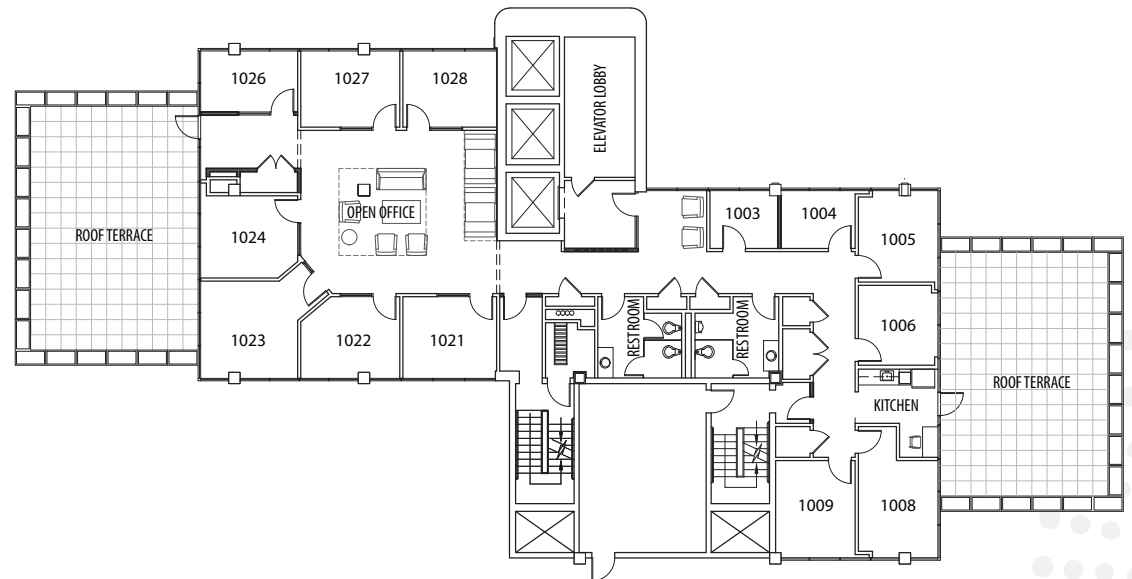 1026
1027
1028
ELEVATOR LOBBY
1003
1004
1005
ROOF TERRACE
OPEN OFFICE
1024
1006
RESTROOM
RESTROOM
1023
1022
1021
ROOF TERRACE
KITCHEN
1009
1008